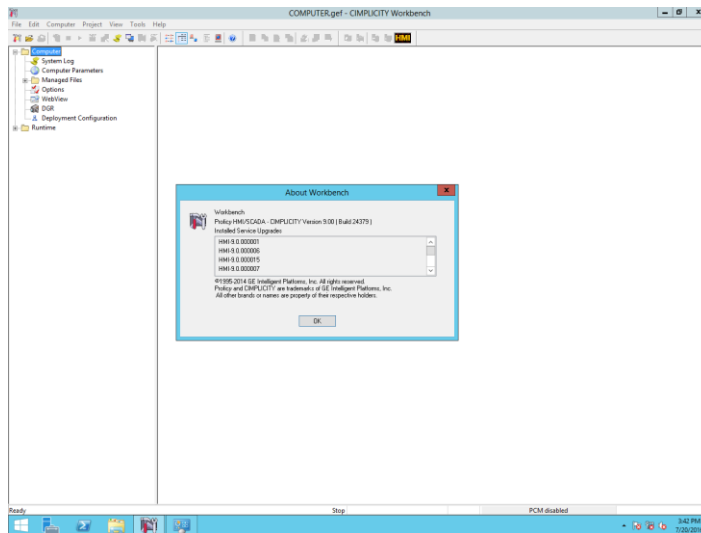 COMPUTER.gef - CIMPLICITY Workbench
File Edit Computer Project View Tools Help
HMI
Computer
System Log
Computer Parameters
Managed Files
Options
WebView
DGR
Deployment Configuration
Runtime
About Workbench
Workbench
Proficy HMI/SCADA - CIMPLICITY Version 9.00 ( Build 24379 )
Installed Service Upgrades
HMI-9.0.000001
HMI-9.0.000006
HMI-9.0.000015
HMI-9.0.000007
©1995-2014 GE Intelligent Platforms, Inc. All rights reserved.
Proficy and CIMPLICITY are trademarks of GE Intelligent Platforms, Inc.
All other brands or names are property of their respective holders.
OK
Ready
Stop
PCM disabled
3:42 PM